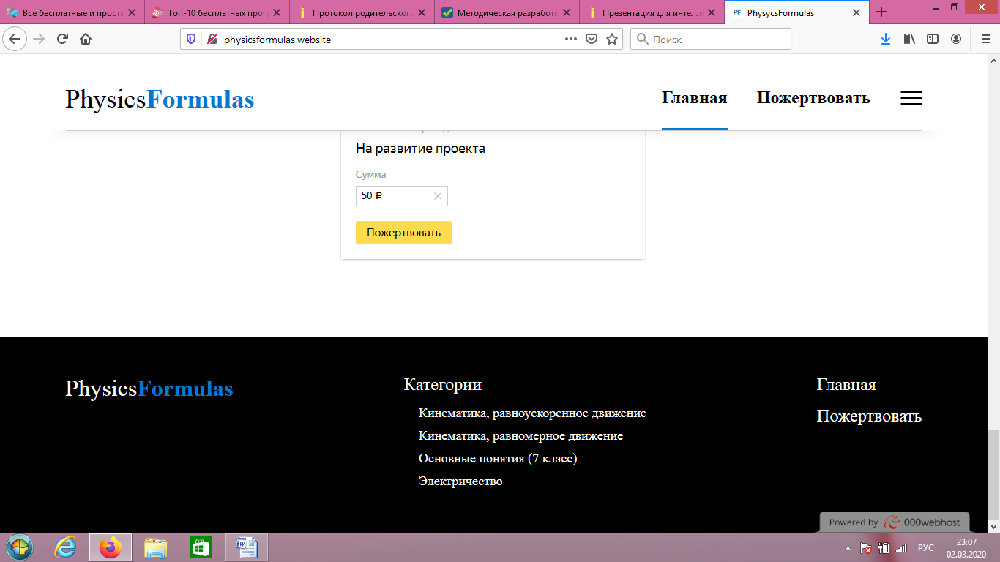 Все бесплатные и прост
Топ-10 бесплатных прог
Протокол родительского
Методическая разработк
Презентация для интелл
PF PhysycsFormulas
physicsformulas.website
Поиск
PhysicsFormulas
Главная
Пожертвовать
На развитие проекта
Сумма
50 ₽
Пожертвовать
PhysicsFormulas
Категории
Кинематика, равноускоренное движение
Кинематика, равномерное движение
Основные понятия (7 класс)
Электричество
Главная
Пожертвовать
Powered by 000webhost
РУС
23:07
02.03.2020